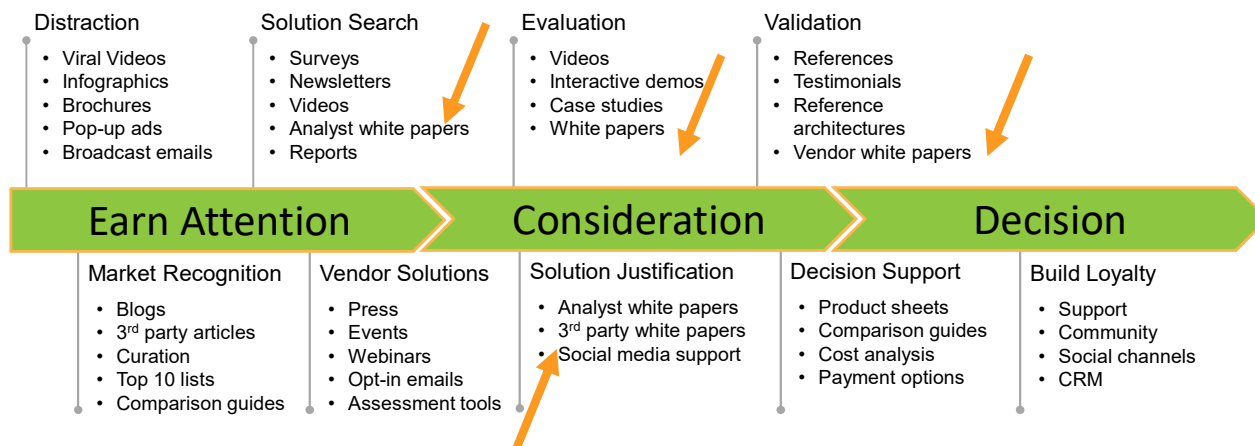 Distraction
• Viral Videos
• Infographics
• Brochures
• Pop-up ads
• Broadcast emails
Solution Search
• Surveys
• Newsletters
• Videos
• Analyst white papers
• Reports
Evaluation
• Videos
• Interactive demos
• Case studies
• White papers
Validation
• References
• Testimonials
• Reference
architectures
• Vendor white papers
Earn Attention
Consideration
Decision
Market Recognition
• Blogs
• 3rd party articles
• Curation
• Top 10 lists
• Comparison guides
Vendor Solutions
• Press
• Events
• Webinars
• Opt-in emails
• Assessment tools
Solution Justification
• Analyst white papers
• 3rd party white papers
• Social media support
Decision Support
• Product sheets
• Comparison guides
• Cost analysis
• Payment options
Build Loyalty
• Support
• Community
• Social channels
• CRM